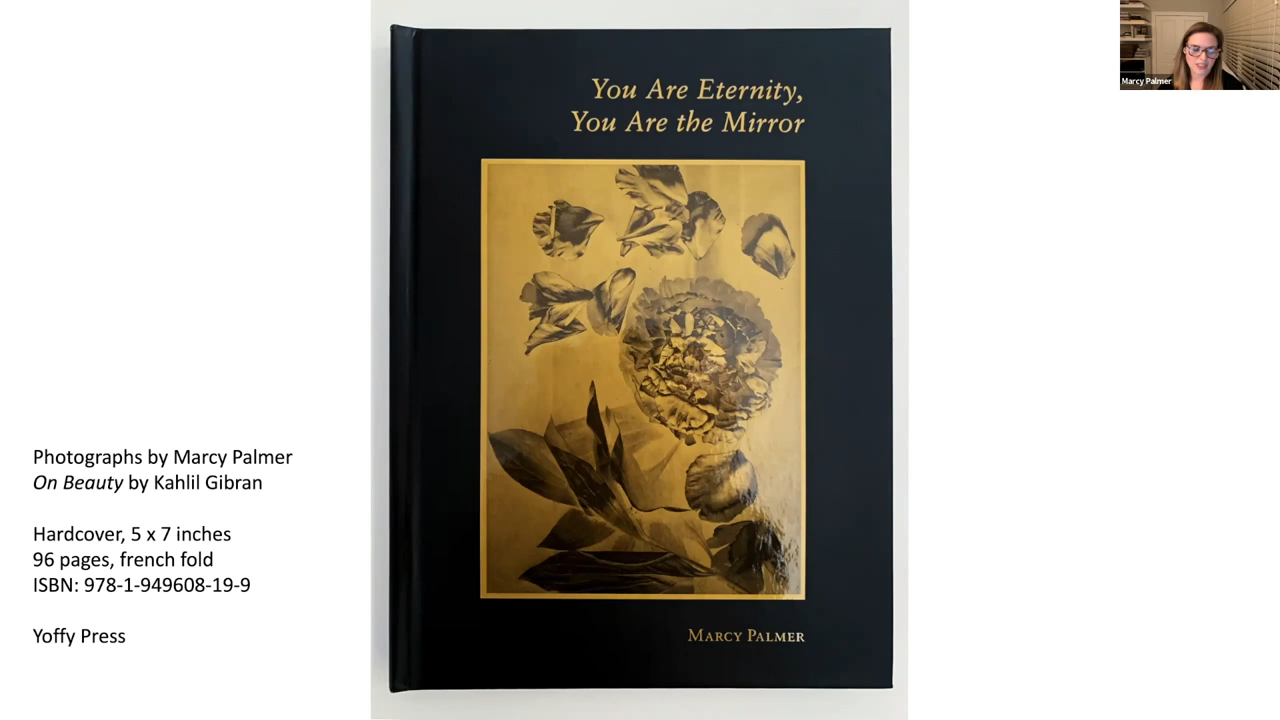 You Are Eternity,
You Are the Mirror
MARCY PALMER
Photographs by Marcy Palmer
On Beauty by Kahlil Gibran
Hardcover, 5 x 7 inches
96 pages, french fold
ISBN: 978-1-949608-19-9
Yoffy Press
Marcy Palmer